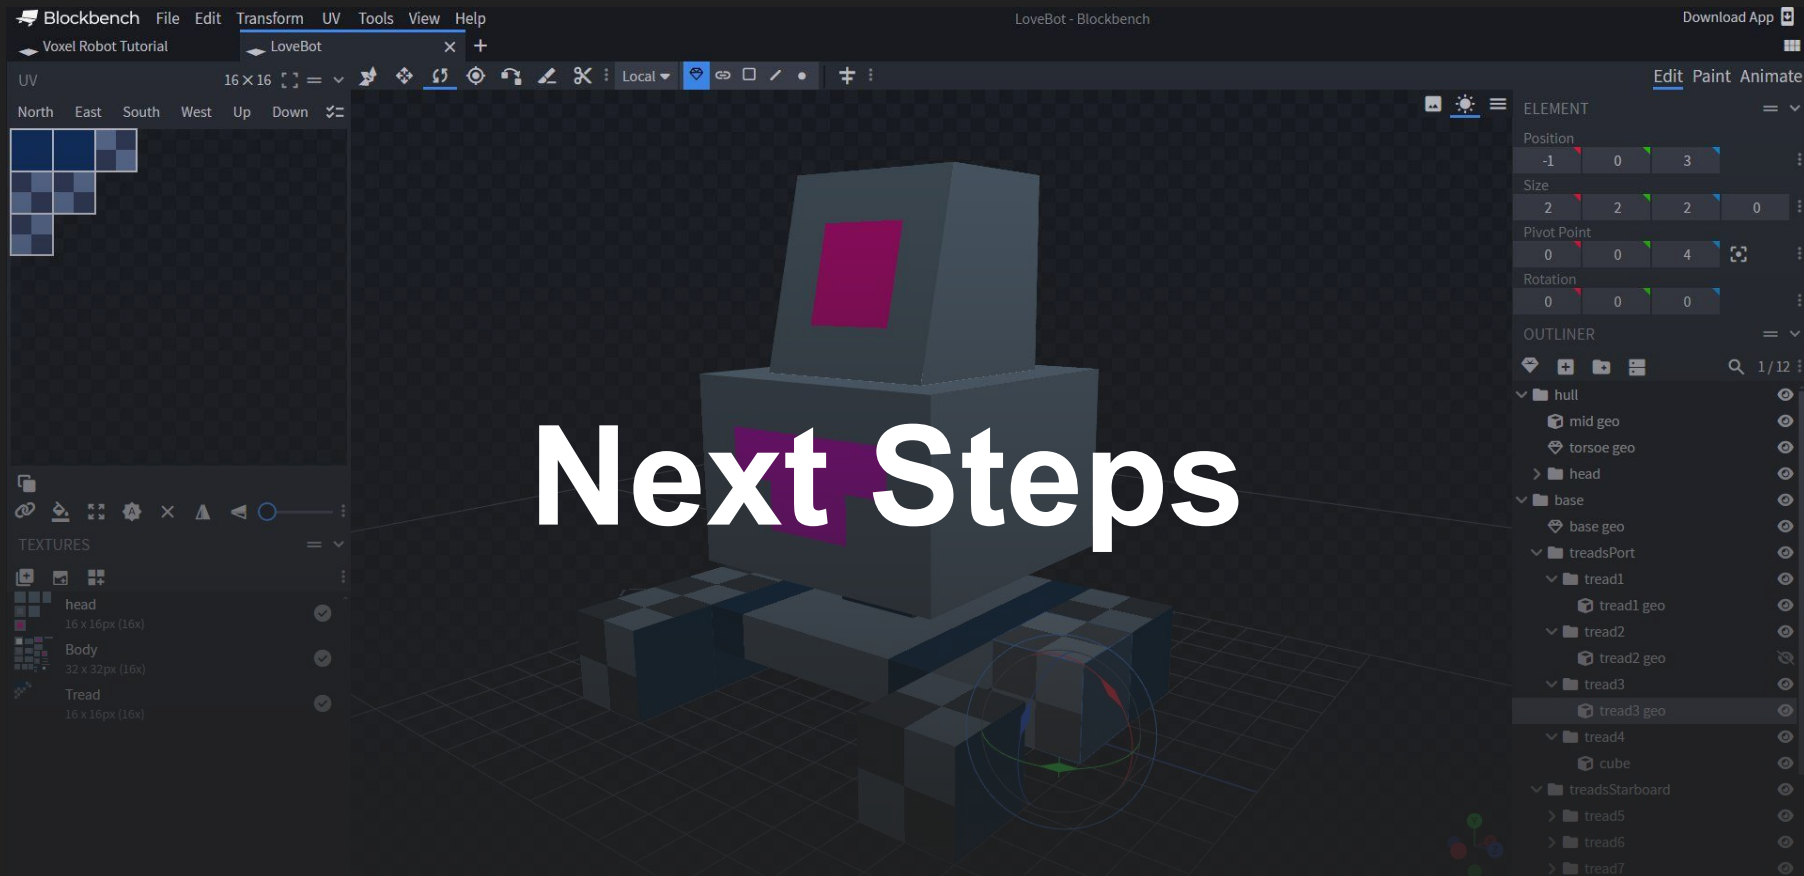 Blockbench File Edit Transform UV Tools View Help
LoveBot - Blockbench
Download App
Voxel Robot Tutorial
LoveBot
UV
16×16
Local
Edit Paint Animate
North East South West Up Down
ELEMENT
Position
-1 0 3
Size
2 2 2 0
Pivot Point
0 0 4
Rotation
0 0 0
OUTLINER
1/12
hull
mid geo
torsoe geo
head
base
base geo
treadsPort
tread1
tread1 geo
tread2
tread2 geo
tread3
tread3 geo
tread4
cube
treadsStarboard
tread5
tread6
tread7
Next Steps
TEXTURES
head
16 x 16px (16x)
Body
32 x 32px (16x)
Tread
16 x 16px (16x)